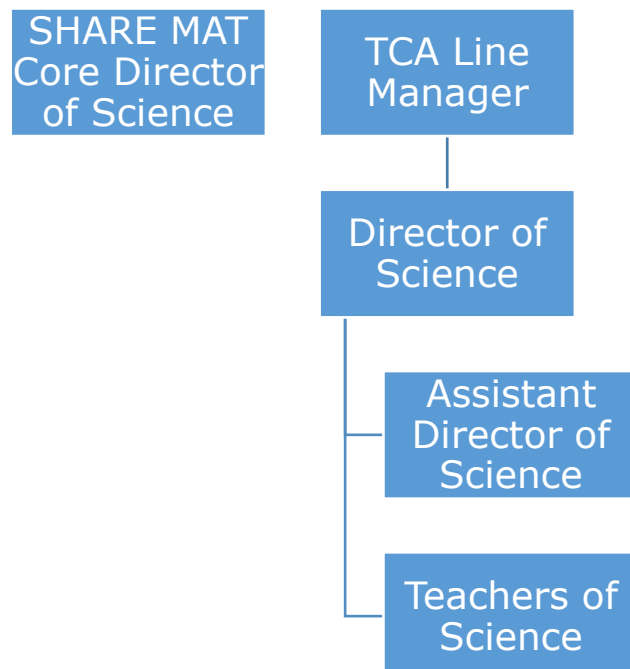 SHARE MAT
Core Director
of Science
TCA Line
Manager
Director of
Science
Assistant
Director of
Science
Teachers of
Science